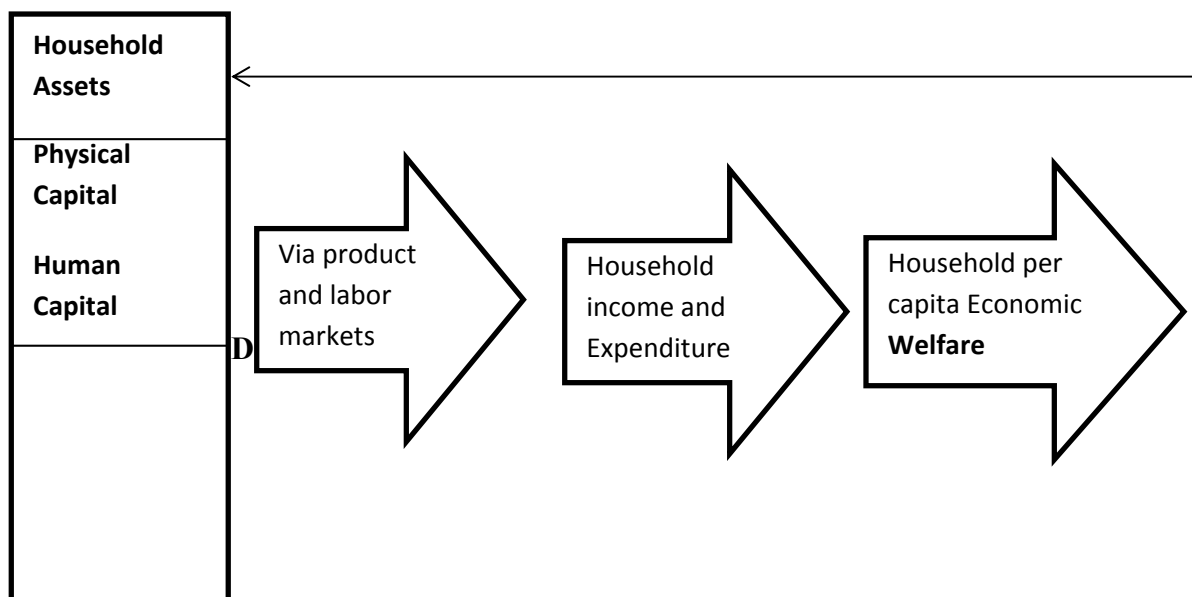 Household
Assets
Physical
Capital
Human
Capital
D
Via product
and labor
markets
Household
income and
Expenditure
Household per
capita Economic
Welfare